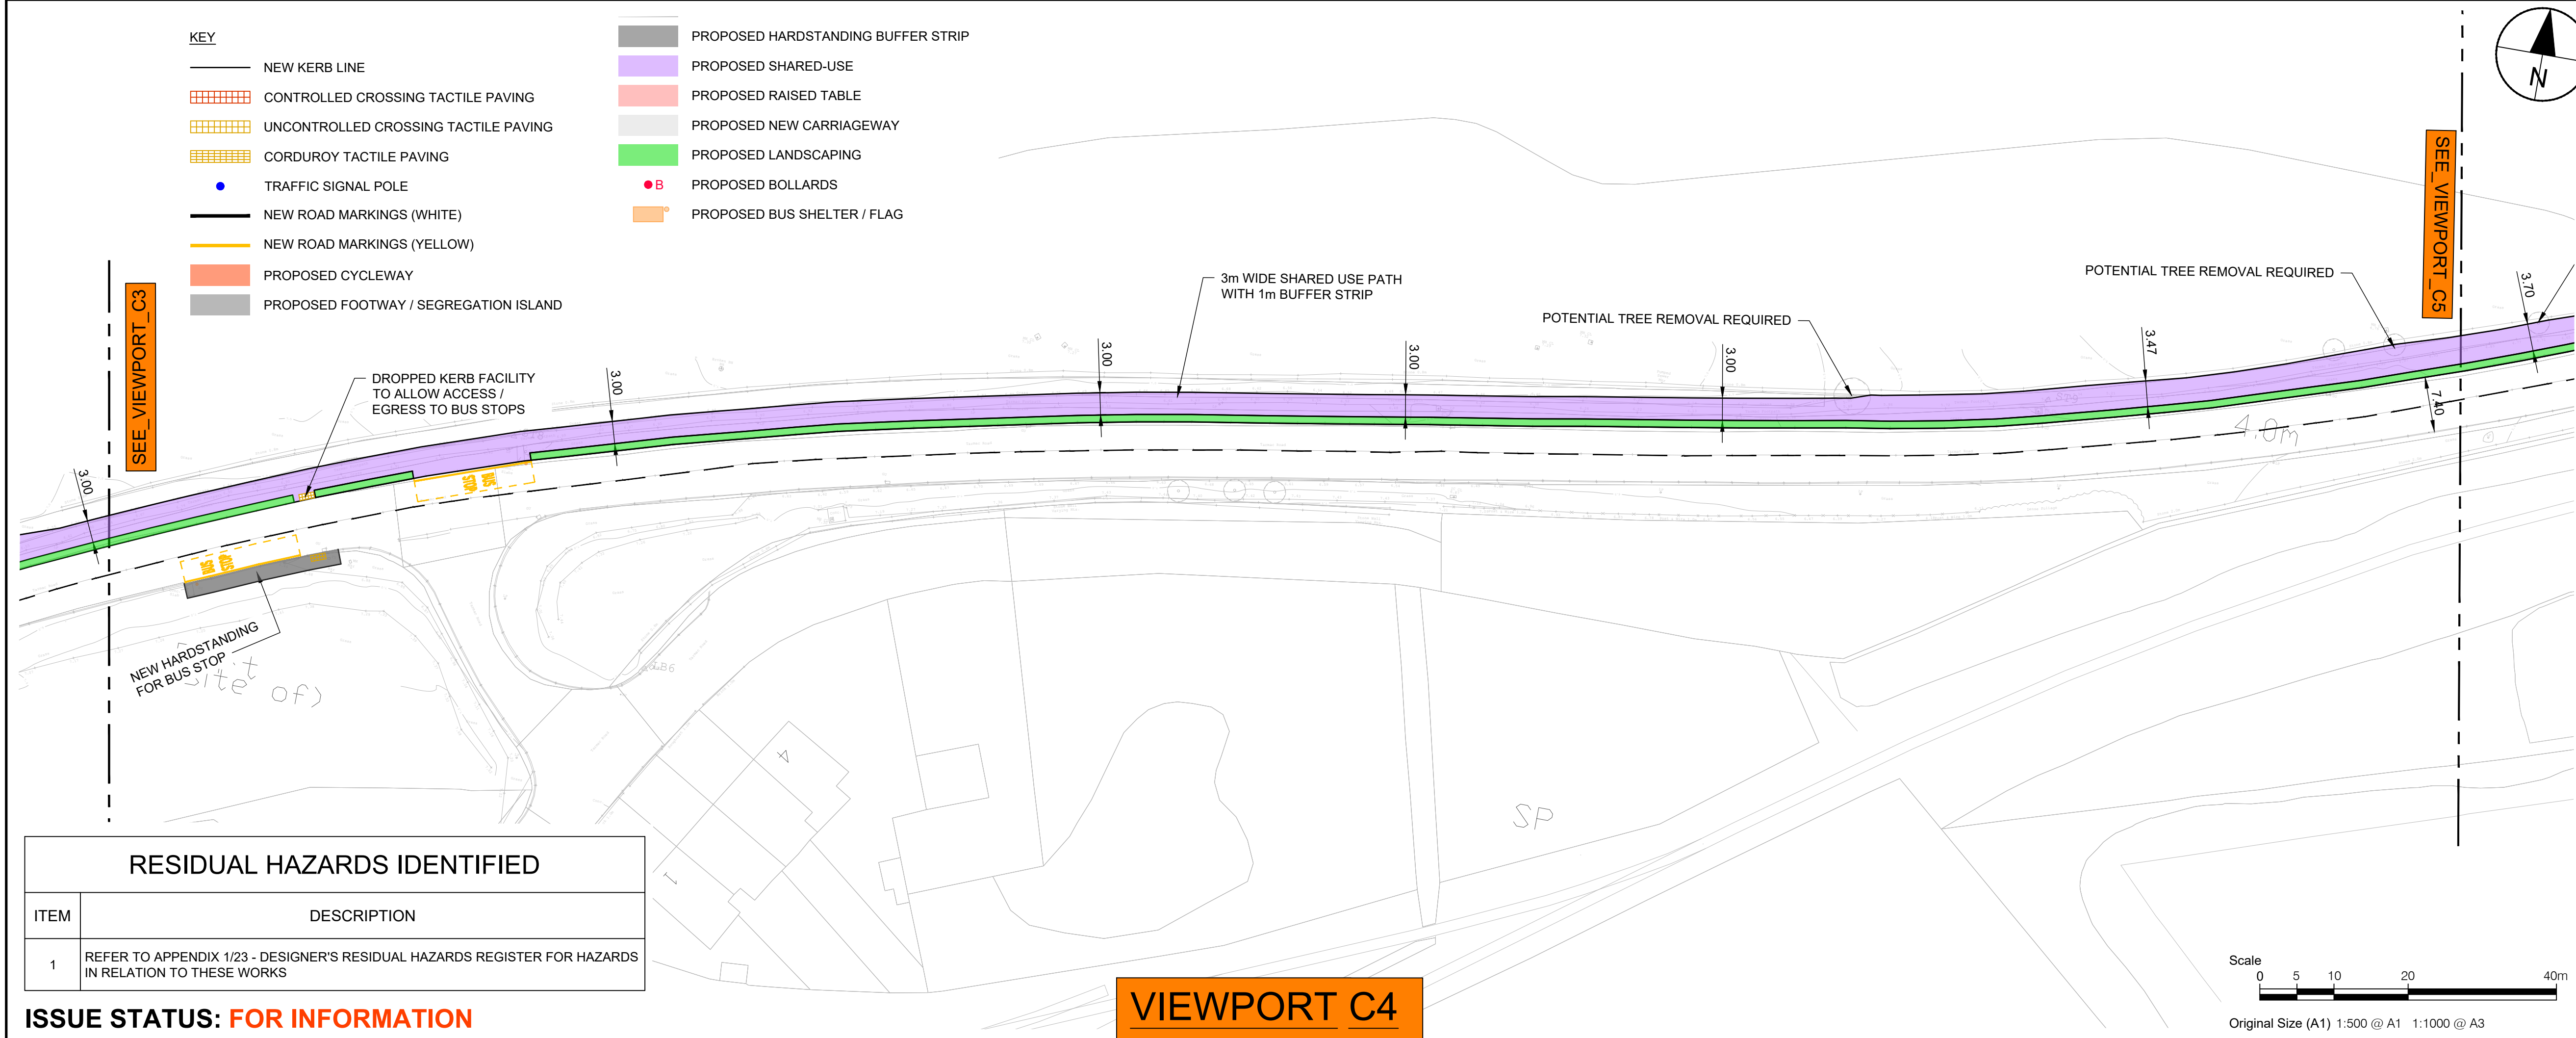 KEY
NEW KERB LINE
CONTROLLED CROSSING TACTILE PAVING
UNCONTROLLED CROSSING TACTILE PAVING
CORDUROY TACTILE PAVING
TRAFFIC SIGNAL POLE
NEW ROAD MARKINGS (WHITE)
NEW ROAD MARKINGS (YELLOW)
PROPOSED CYCLEWAY
PROPOSED FOOTWAY / SEGREGATION ISLAND
PROPOSED HARDSTANDING BUFFER STRIP
PROPOSED SHARED-USE
PROPOSED RAISED TABLE
PROPOSED NEW CARRIAGEWAY
PROPOSED LANDSCAPING
B
PROPOSED BOLLARDS
PROPOSED BUS SHELTER / FLAG
N
SEE_VIEWPORT_C3
SEE_VIEWPORT_C5
3m WIDE SHARED USE PATH
WITH 1m BUFFER STRIP
POTENTIAL TREE REMOVAL REQUIRED
POTENTIAL TREE REMOVAL REQUIRED
DROPPED KERB FACILITY
TO ALLOW ACCESS /
EGRESS TO BUS STOPS
3.00
3.00
3.00
3.00
3.00
3.47
3.70
7.40
4.0m
BUS
STOP
BUS
STOP
NEW HARDSTANDING
FOR BUS STOP
of)
LB6
4
1
SP
RESIDUAL HAZARDS IDENTIFIED
ITEM
DESCRIPTION
1
REFER TO APPENDIX 1/23 - DESIGNER'S RESIDUAL HAZARDS REGISTER FOR HAZARDS
IN RELATION TO THESE WORKS
ISSUE STATUS: FOR INFORMATION
VIEWPORT C4
Scale
0 5 10 20 40m
Original Size (A1) 1:500 @ A1 1:1000 @ A3